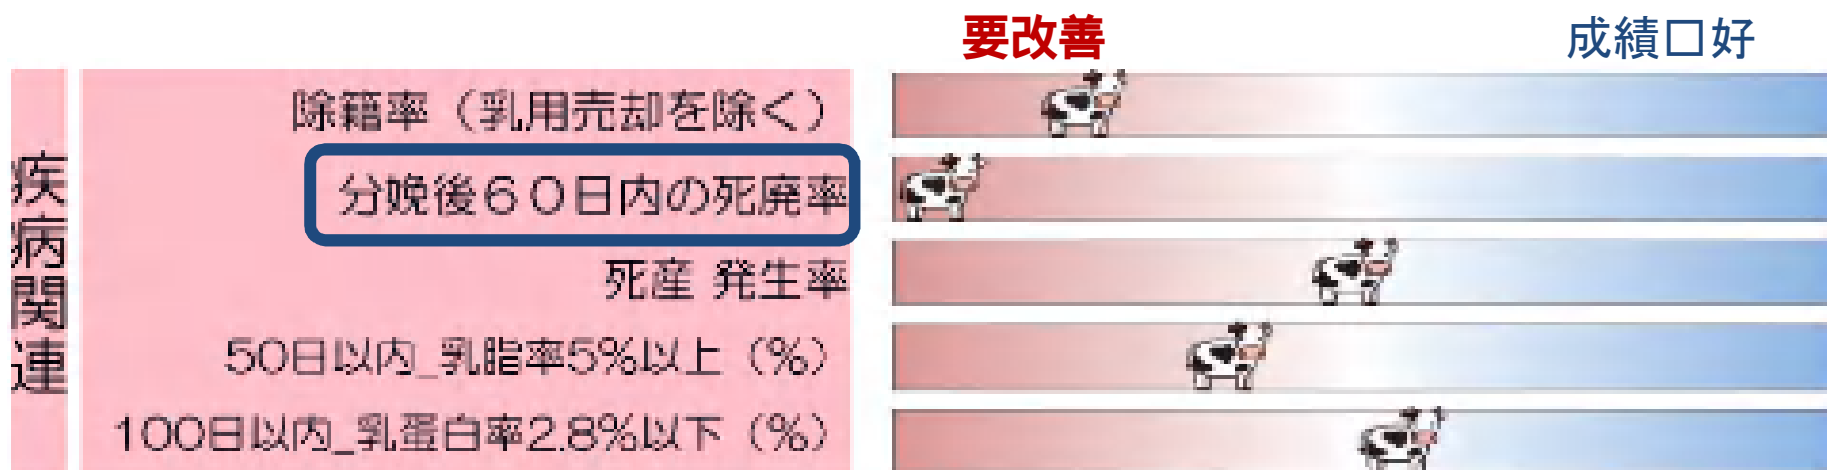 要改善 成績口好
疾病関連
除籍率（乳用売却を除く）
分娩後６０日内の死廃率
死産 発生率
50日以内_乳脂率5%以上（%）
100日以内_乳蛋白率2.8%以下（%）